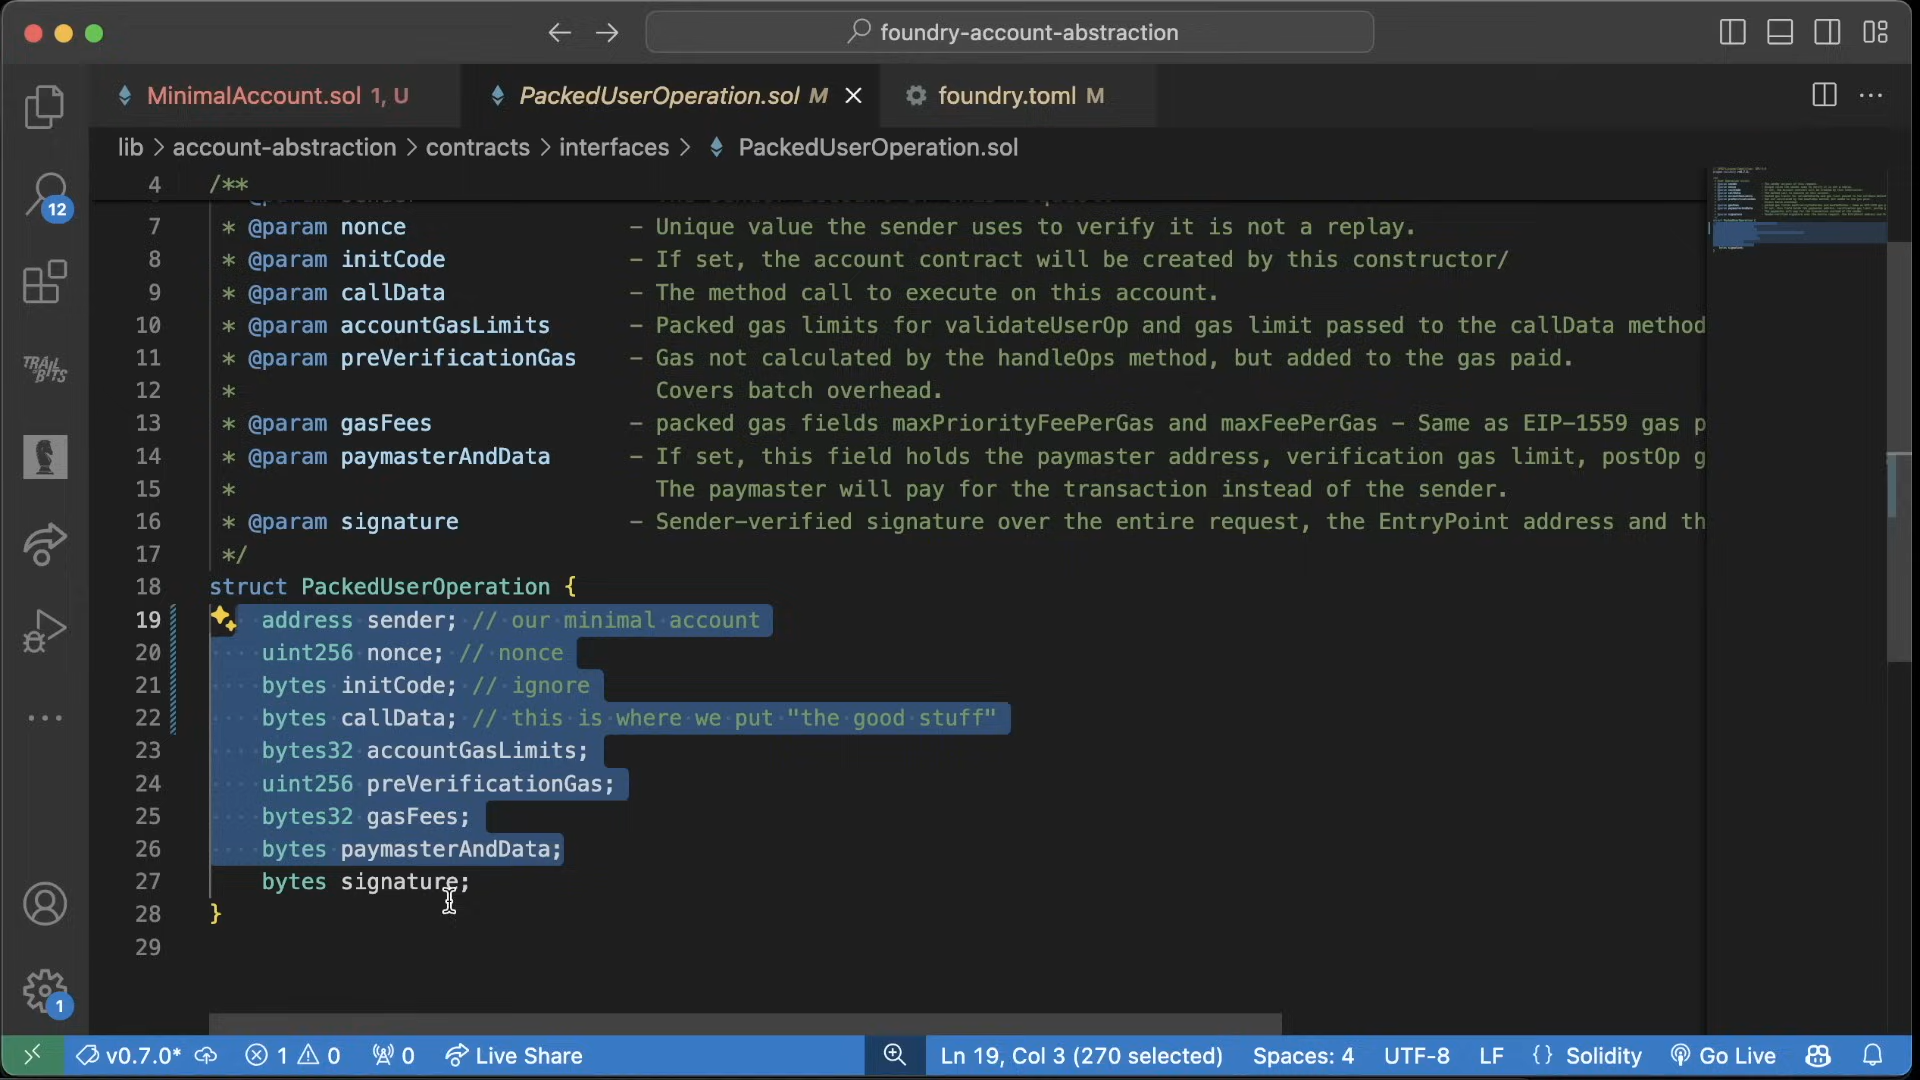 foundry-account-abstraction
MinimalAccount.sol 1, U
PackedUserOperation.sol M
foundry.toml M
lib > account-abstraction > contracts > interfaces > PackedUserOperation.sol
4 /**
7 * @param nonce - Unique value the sender uses to verify it is not a replay.
8 * @param initCode - If set, the account contract will be created by this constructor/
9 * @param callData - The method call to execute on this account.
10 * @param accountGasLimits - Packed gas limits for validateUserOp and gas limit passed to the callData method
11 * @param preVerificationGas - Gas not calculated by the handleOps method, but added to the gas paid.
12 * Covers batch overhead.
13 * @param gasFees - packed gas fields maxPriorityFeePerGas and maxFeePerGas - Same as EIP-1559 gas p
14 * @param paymasterAndData - If set, this field holds the paymaster address, verification gas limit, postOp g
15 * The paymaster will pay for the transaction instead of the sender.
16 * @param signature - Sender-verified signature over the entire request, the EntryPoint address and th
17 */
18 struct PackedUserOperation {
19 address sender; // our minimal account
20 uint256 nonce; // nonce
21 bytes initCode; // ignore
22 bytes callData; // this is where we put "the good stuff"
23 bytes32 accountGasLimits;
24 uint256 preVerificationGas;
25 bytes32 gasFees;
26 bytes paymasterAndData;
27 bytes signature;
28 }
29
12
TRAIL OF BITS
1
v0.7.0* 1 0 0 Live Share Ln 19, Col 3 (270 selected) Spaces: 4 UTF-8 LF {} Solidity Go Live